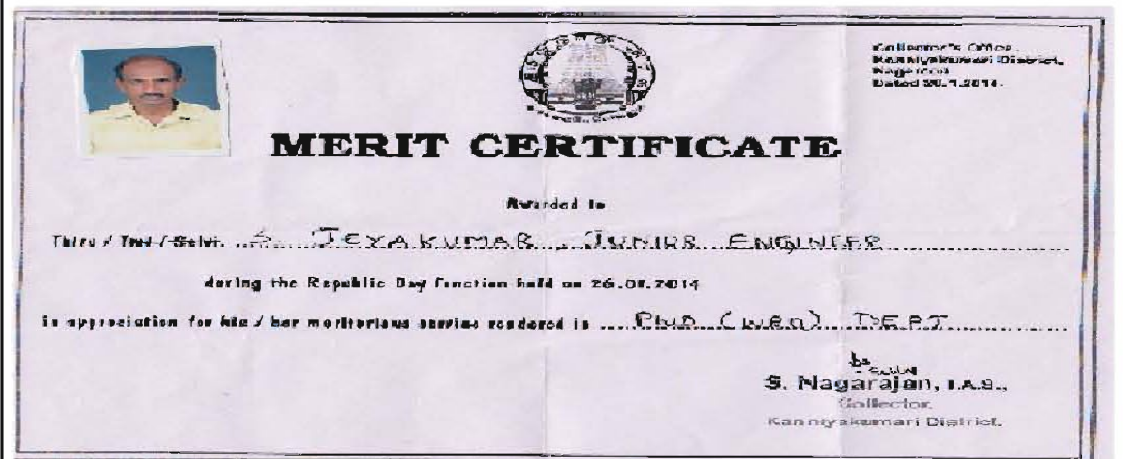 Collector's Office
Kanniyakumari District,
Nagercoil
Dated 26.1.2014.
MERIT CERTIFICATE
Awarded to
Thiru / Tmt / Selvi. S. JEYAKUMAR, JUNIOR ENGINEER
during the Republic Day function held on 26.01.2014
in appreciation for his / her meritorious service rendered in PWD (WRO) DEPT
S. Nagarajan, I.A.S.,
Collector,
Kanniyakumari District.